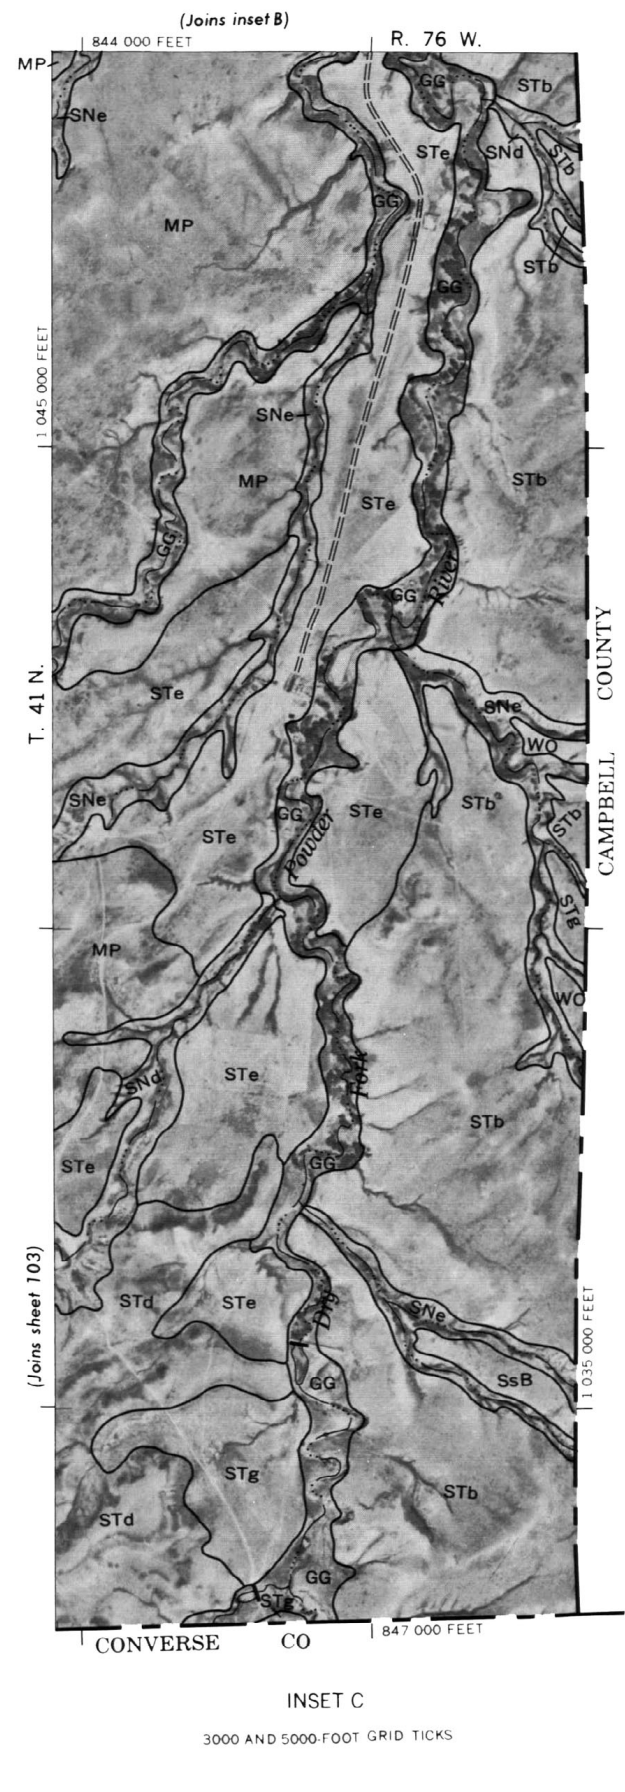 (Joins inset B)
844 000 FEET
R. 76 W.
MP
GG
STb
SNe
STe
SNd
STb
GG
MP
STb
GG
1 045 000 FEET
SNe
MP
STb
STe
GG
River
GG
COUNTY
T. 41 N.
STe
SNe
WO
SNe
STb
GG
STe
STb
CAMPBELL
STe
Powder
STg
MP
WO
STe
SNd
Fork
STb
STe
GG
(Joins sheet 103)
STd
STe
Dry
SNe
1 035 000 FEET
GG
SsB
STg
STb
STd
GG
STg
CONVERSE CO
847 000 FEET
INSET C
3000 AND 5000-FOOT GRID TICKS